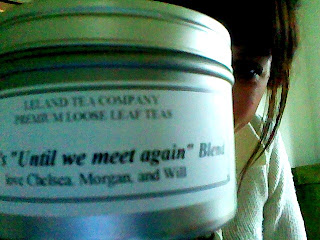 LELAND TEA COMPANY
PREMIUM LOOSE LEAF TEAS
's "Until we meet again" Blend
love Chelsea, Morgan, and Will